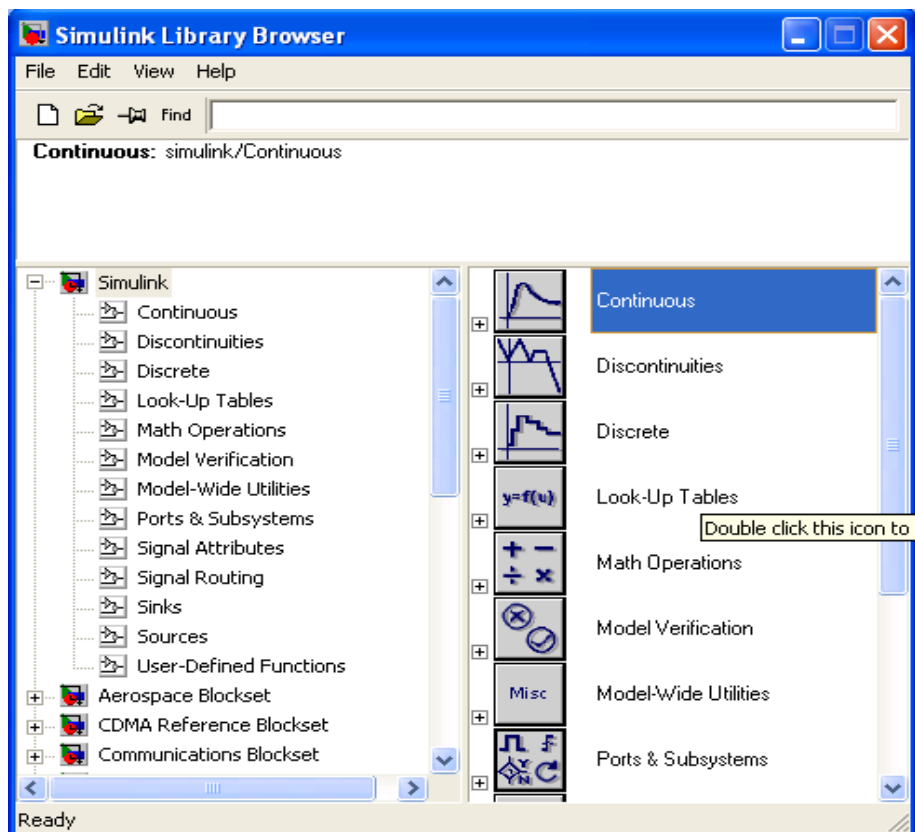 Simulink Library Browser
File Edit View Help
Find
Continuous: simulink/Continuous
Simulink
Continuous
Discontinuities
Discrete
Look-Up Tables
Math Operations
Model Verification
Model-Wide Utilities
Ports & Subsystems
Signal Attributes
Signal Routing
Sinks
Sources
User-Defined Functions
Aerospace Blockset
CDMA Reference Blockset
Communications Blockset
Continuous
Discontinuities
Discrete
y=f(u) Look-Up Tables
Double click this icon to
Math Operations
Model Verification
Misc Model-Wide Utilities
Y N Ports & Subsystems
Ready